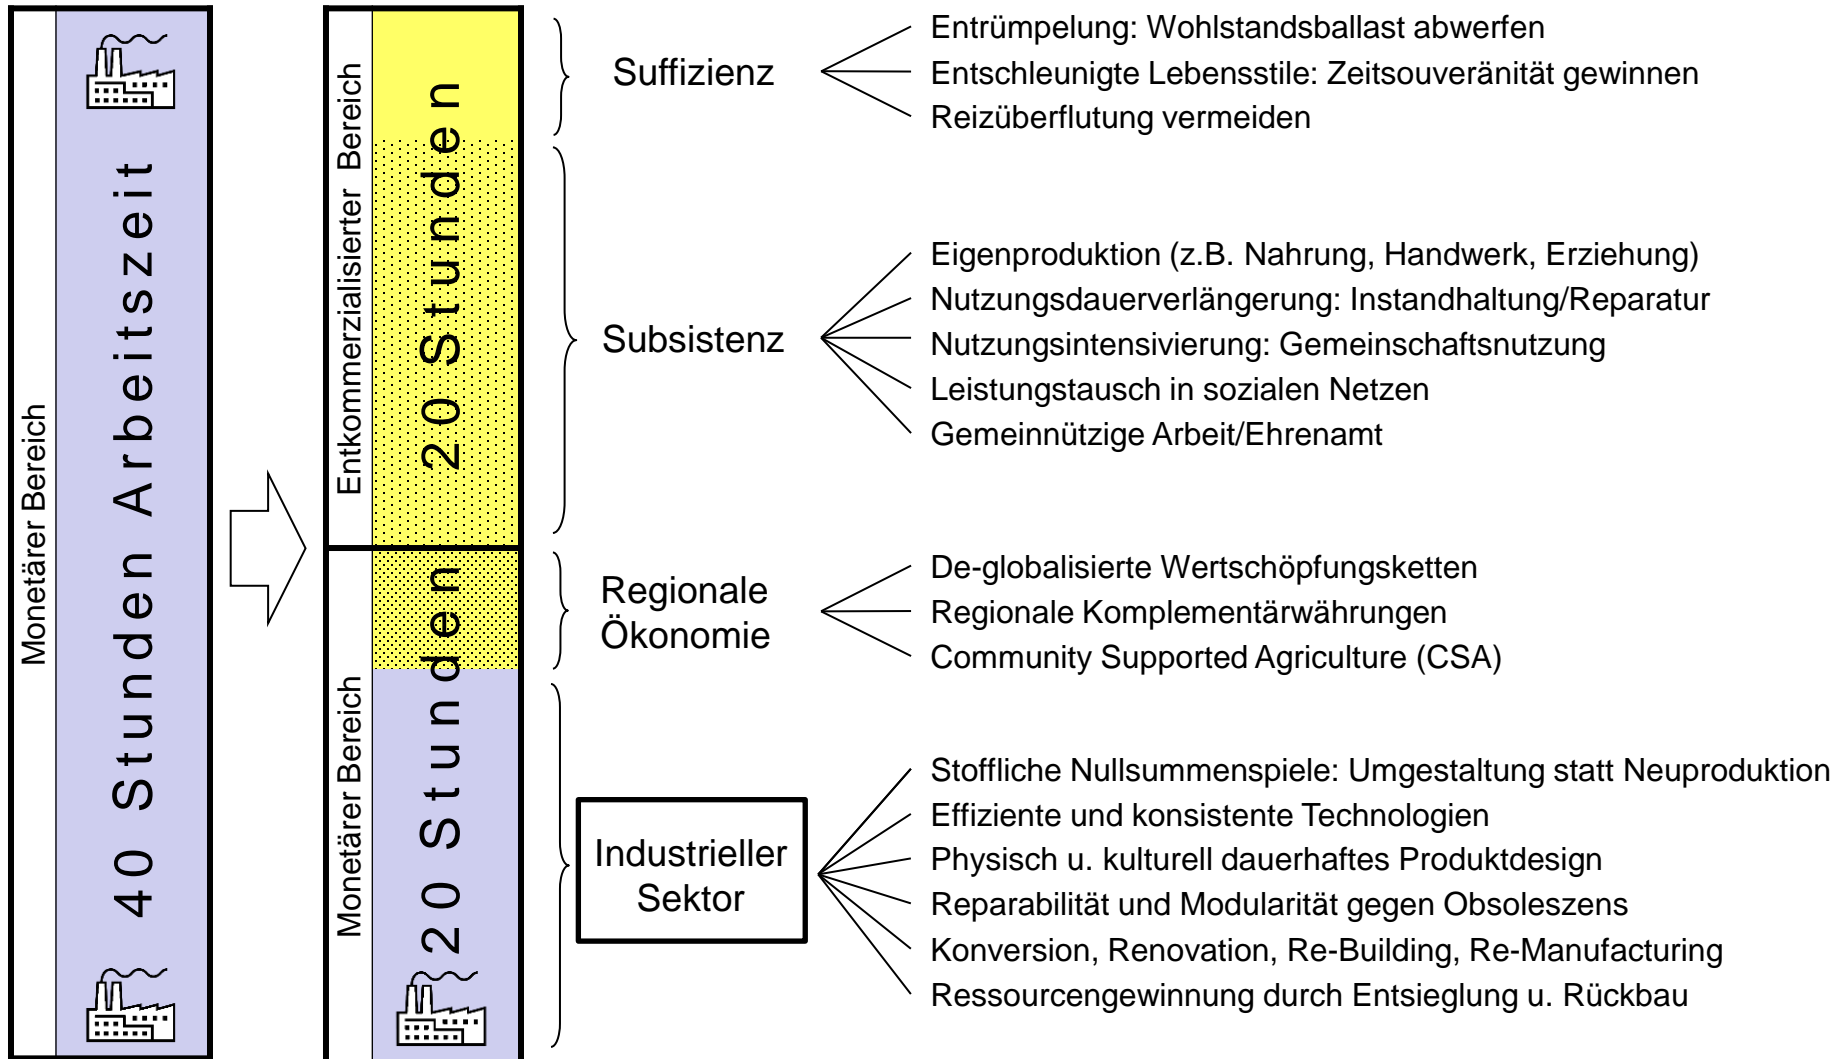 Monetärer Bereich
40 Stunden Arbeitszeit
Entkommerzialisierter Bereich
20 Stunden
Monetärer Bereich
20 Stunden
Suffizienz
Entrümpelung: Wohlstandsballast abwerfen
Entschleunigte Lebensstile: Zeitsouveränität gewinnen
Reizüberflutung vermeiden
Subsistenz
Eigenproduktion (z.B. Nahrung, Handwerk, Erziehung)
Nutzungsdauerverlängerung: Instandhaltung/Reparatur
Nutzungsintensivierung: Gemeinschaftsnutzung
Leistungstausch in sozialen Netzen
Gemeinnützige Arbeit/Ehrenamt
Regionale
Ökonomie
De-globalisierte Wertschöpfungsketten
Regionale Komplementärwährungen
Community Supported Agriculture (CSA)
Industrieller
Sektor
Stoffliche Nullsummenspiele: Umgestaltung statt Neuproduktion
Effiziente und konsistente Technologien
Physisch u. kulturell dauerhaftes Produktdesign
Reparabilität und Modularität gegen Obsoleszens
Konversion, Renovation, Re-Building, Re-Manufacturing
Ressourcengewinnung durch Entsieglung u. Rückbau